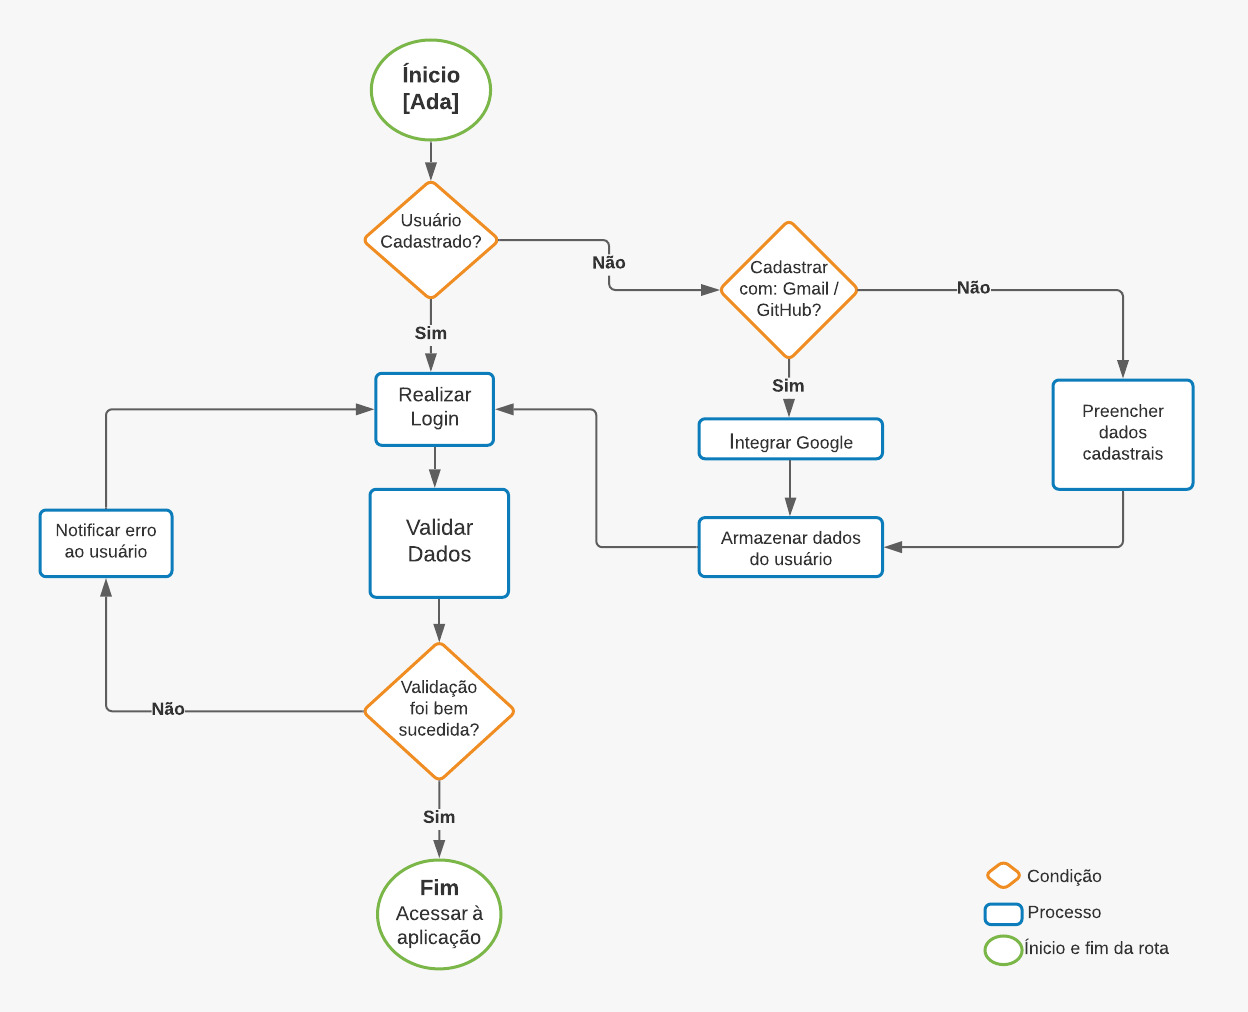 Ínicio
[Ada]
Usuário
Cadastrado?
Não
Cadastrar
com: Gmail /
GitHub?
Não
Sim
Sim
Realizar
Login
Integrar Google
Preencher
dados
cadastrais
Notificar erro
ao usuário
Validar
Dados
Armazenar dados
do usuário
Validação
foi bem
sucedida?
Não
Sim
Fim
Acessar à
aplicação
Condição
Processo
Ínicio e fim da rota